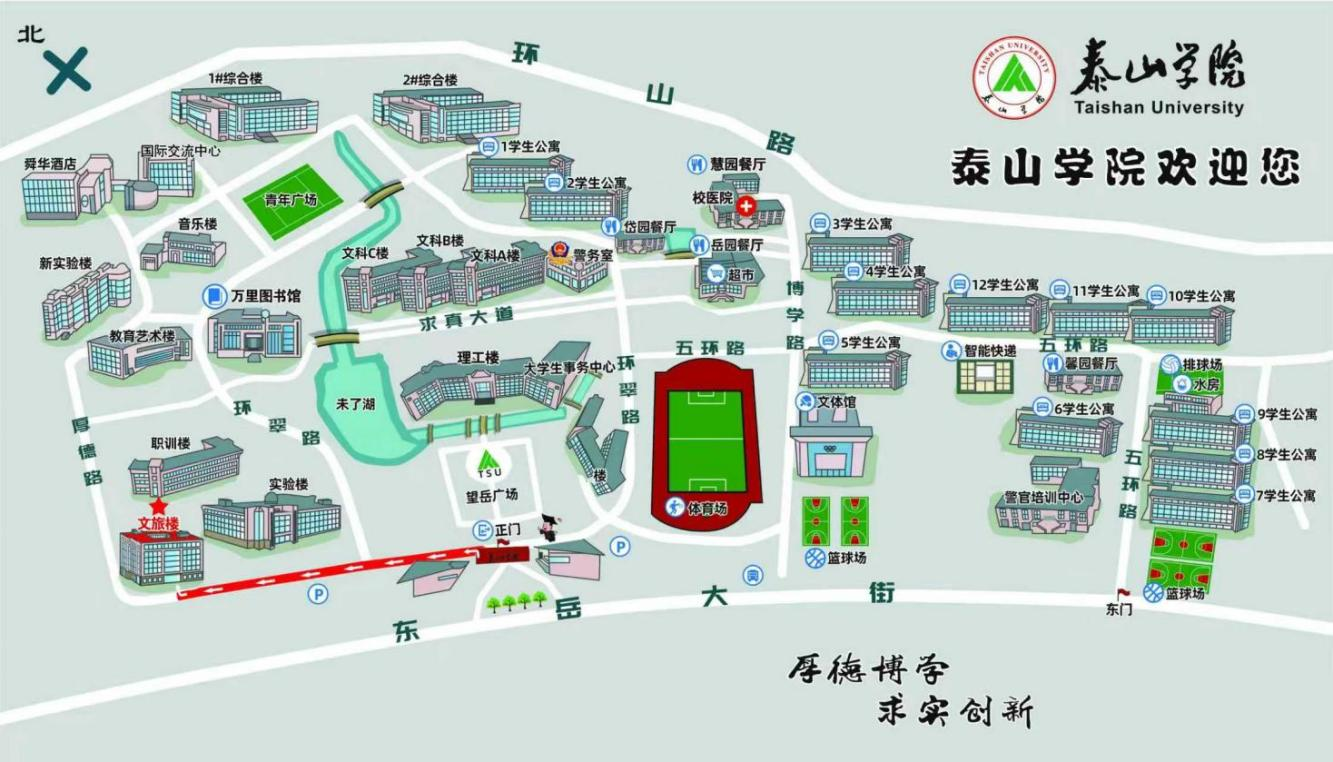 北
环
山
路
TAISHAN UNIVERSITY
泰山学院
泰山学院
Taishan University
泰山学院欢迎您
1#综合楼
2#综合楼
国际交流中心
舜华酒店
青年广场
1学生公寓
2学生公寓
慧园餐厅
校医院
音乐楼
文科C楼
文科B楼
文科A楼
警务室
岱园餐厅
岳园餐厅
超市
3学生公寓
4学生公寓
12学生公寓
11学生公寓
10学生公寓
新实验楼
万里图书馆
求真大道
博学路
教育艺术楼
理工楼
大学生事务中心
环翠路
五环路
5学生公寓
智能快递
五环路
馨园餐厅
排球场
水房
未了湖
环翠路
文体馆
6学生公寓
9学生公寓
8学生公寓
7学生公寓
厚德路
职训楼
实验楼
文旅楼
TSU
望岳广场
楼
体育场
警官培训中心
五环路
正门
P
P
篮球场
篮球场
东门
东岳大街
厚德博学
求实创新